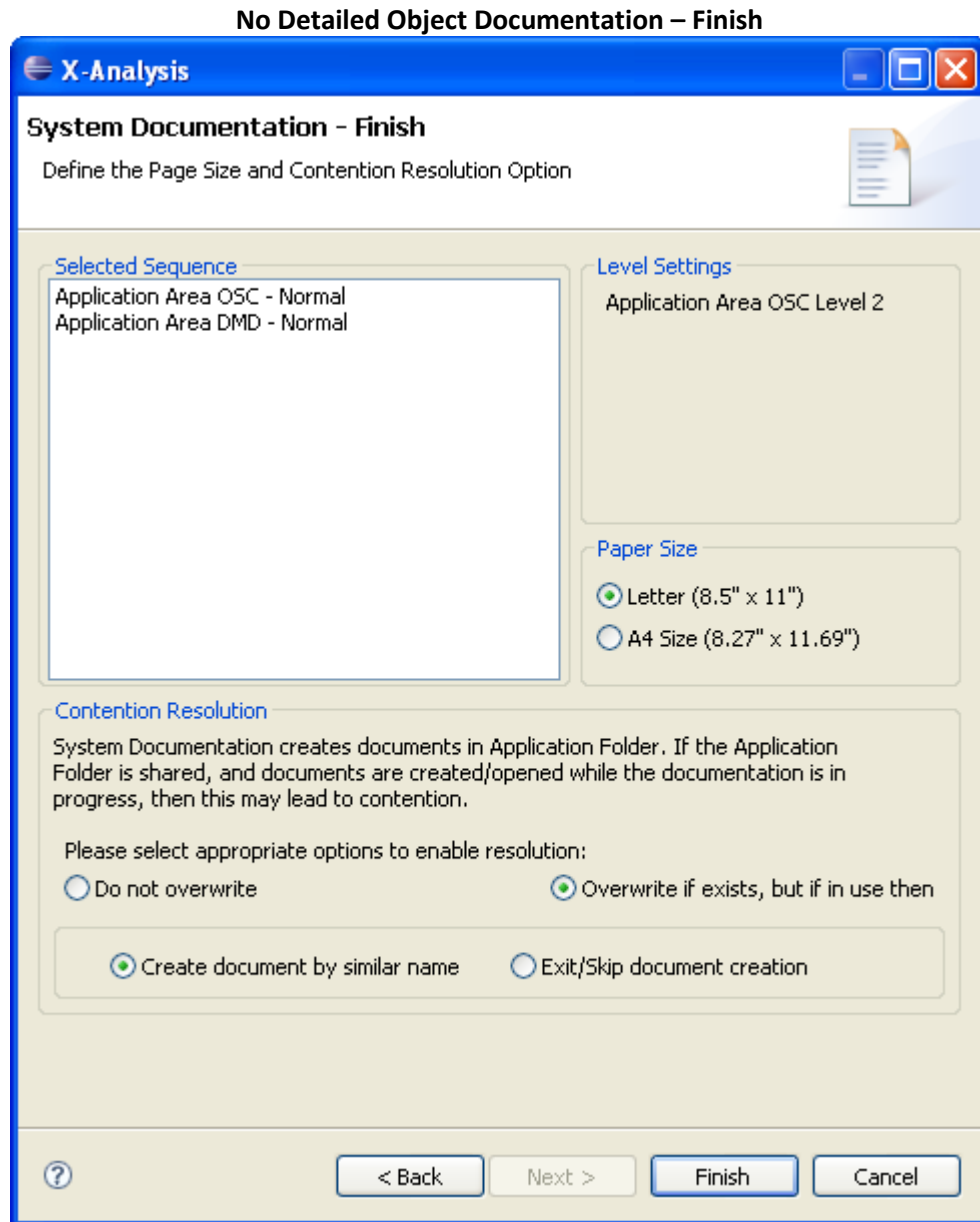 No Detailed Object Documentation – Finish
X-Analysis
System Documentation - Finish
Define the Page Size and Contention Resolution Option
Selected Sequence
Application Area OSC - Normal
Application Area DMD - Normal
Level Settings
Application Area OSC Level 2
Paper Size
Letter (8.5" x 11")
A4 Size (8.27" x 11.69")
Contention Resolution
System Documentation creates documents in Application Folder. If the Application
Folder is shared, and documents are created/opened while the documentation is in
progress, then this may lead to contention.
Please select appropriate options to enable resolution:
Do not overwrite
Overwrite if exists, but if in use then
Create document by similar name
Exit/Skip document creation
?
< Back
Next >
Finish
Cancel